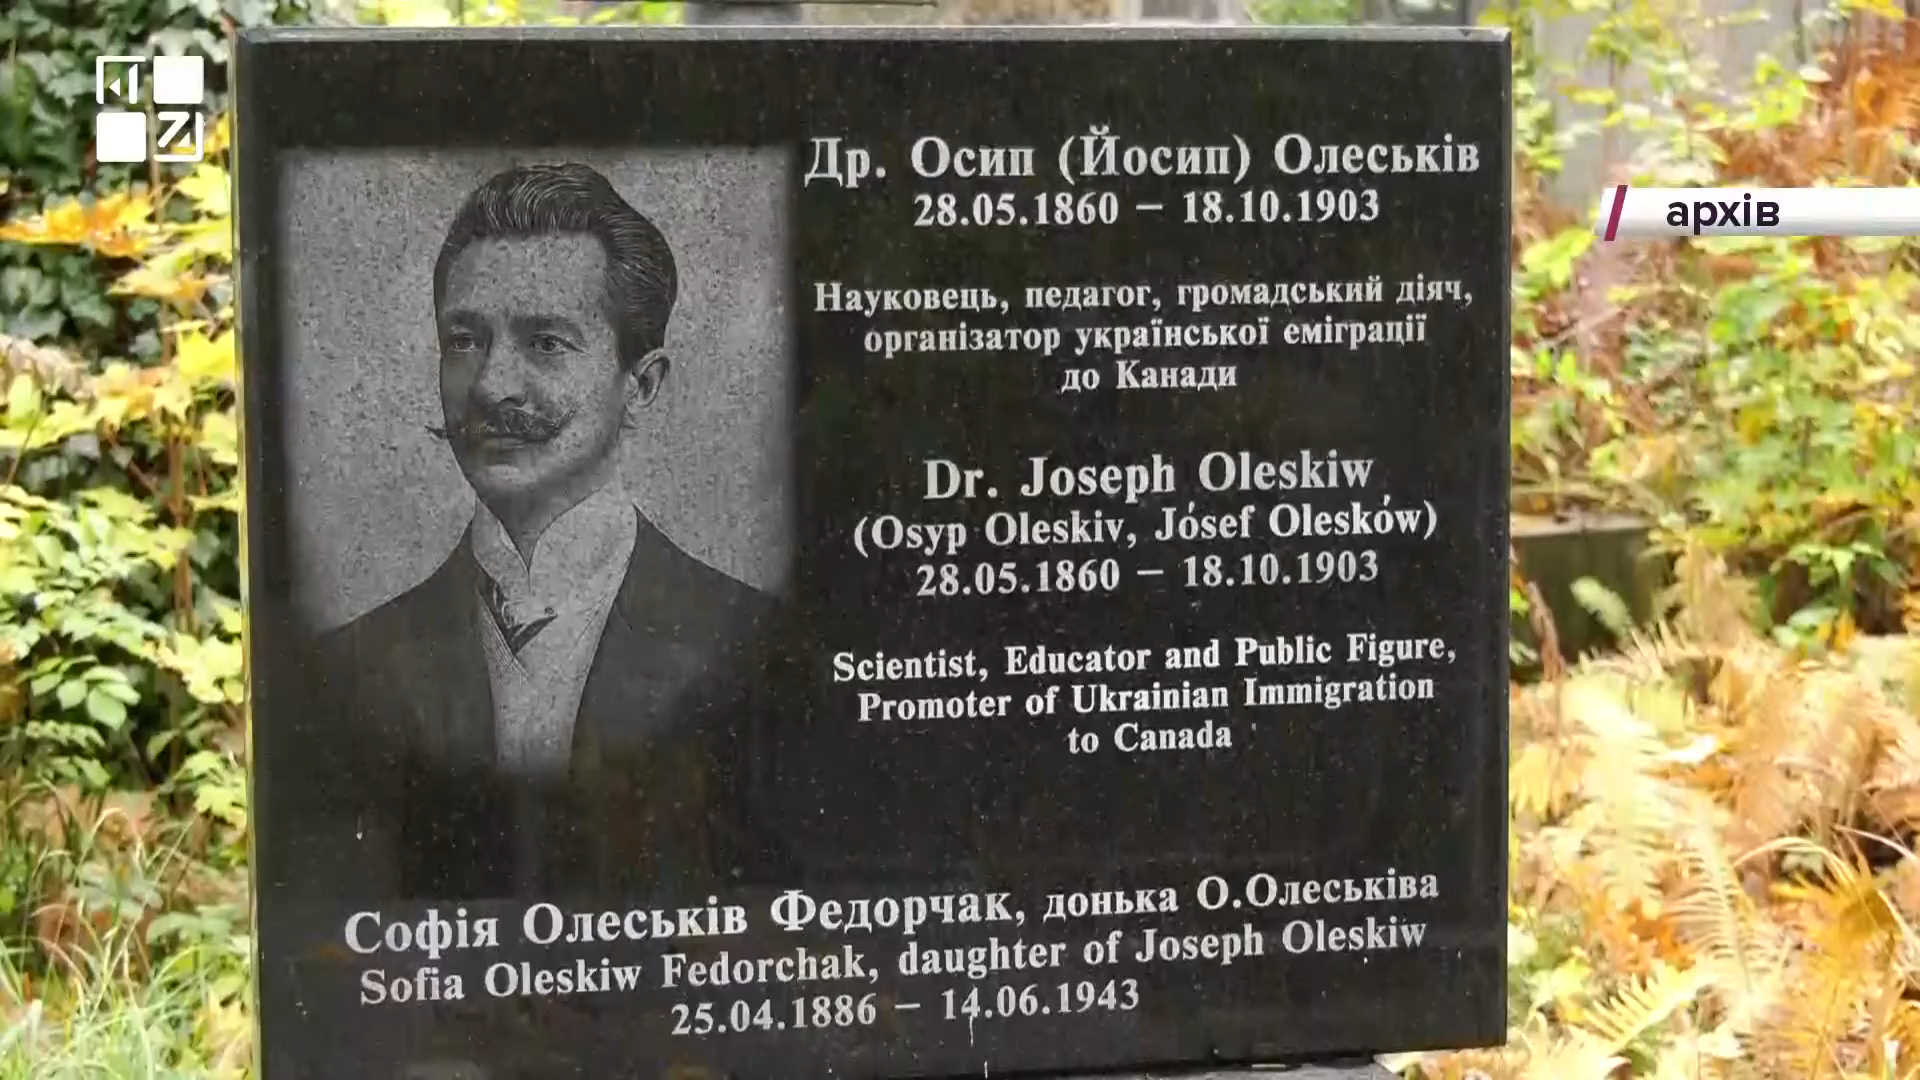 Др. Осип (Йосип) Олеськів
28.05.1860 – 18.10.1903
архів
Науковець, педагог, громадський діяч,
організатор української еміграції
до Канади
Dr. Joseph Oleskiw
(Osyp Oleskiv, Jósef Olesków)
28.05.1860 – 18.10.1903
Scientist, Educator and Public Figure,
Promoter of Ukrainian Immigration
to Canada
Софія Олеськів Федорчак, донька О.Олеськіва
Sofia Oleskiw Fedorchak, daughter of Joseph Oleskiw
25.04.1886 – 14.06.1943